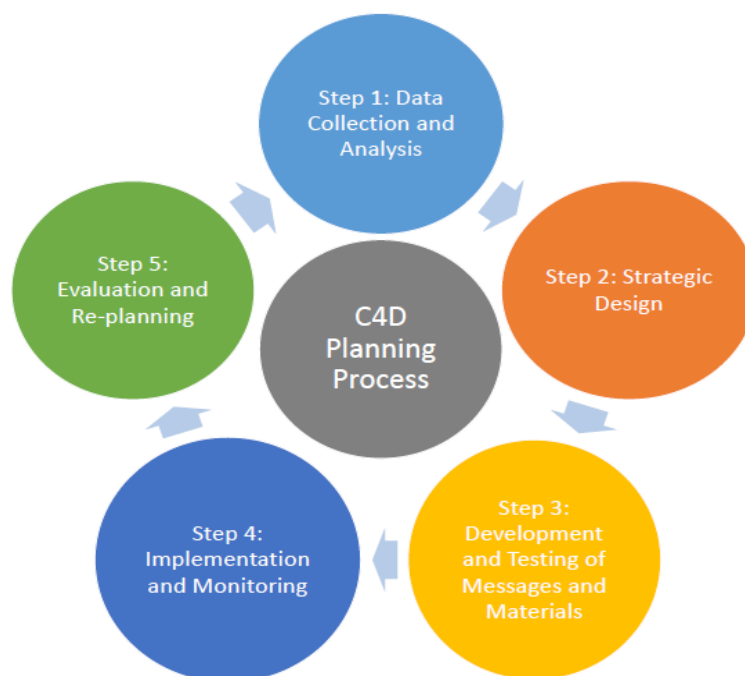 Step 1: Data
Collection and
Analysis
Step 2: Strategic
Design
Step 3:
Development
and Testing of
Messages and
Materials
Step 4:
Implementation
and Monitoring
Step 5:
Evaluation and
Re-planning
C4D
Planning
Process